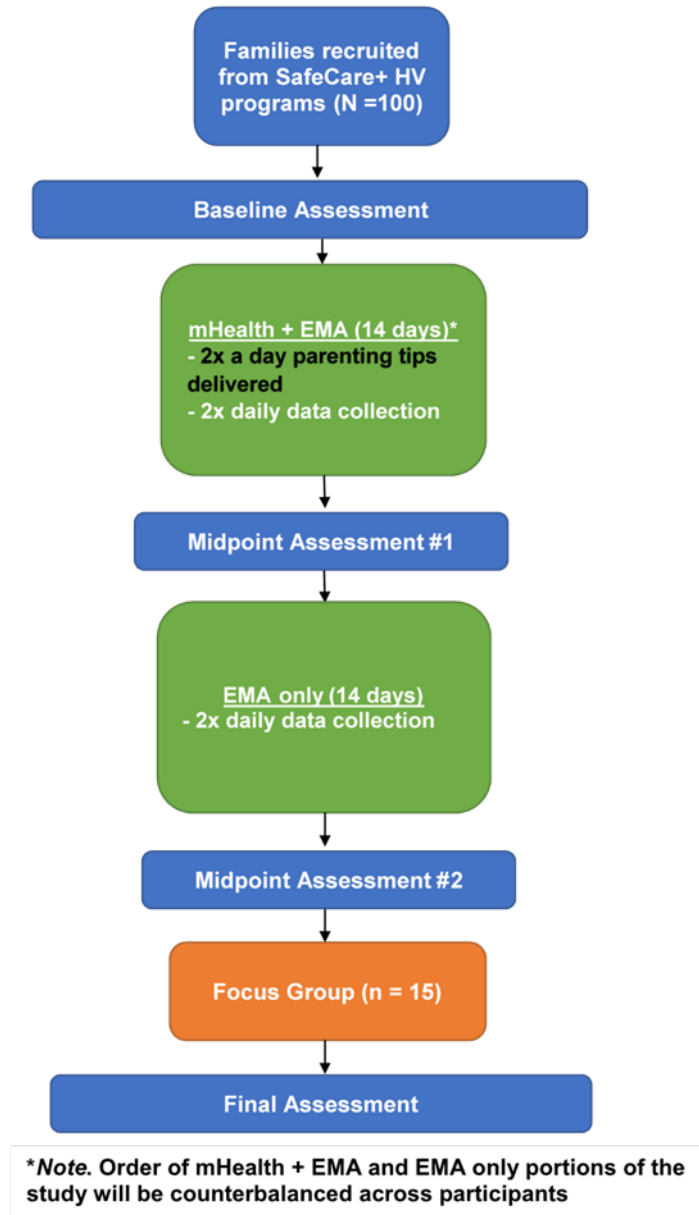 Families recruited
from SafeCare+ HV
programs (N =100)
Baseline Assessment
mHealth + EMA (14 days)*
- 2x a day parenting tips
delivered
- 2x daily data collection
Midpoint Assessment #1
EMA only (14 days)
- 2x daily data collection
Midpoint Assessment #2
Focus Group (n = 15)
Final Assessment
*Note. Order of mHealth + EMA and EMA only portions of the
study will be counterbalanced across participants